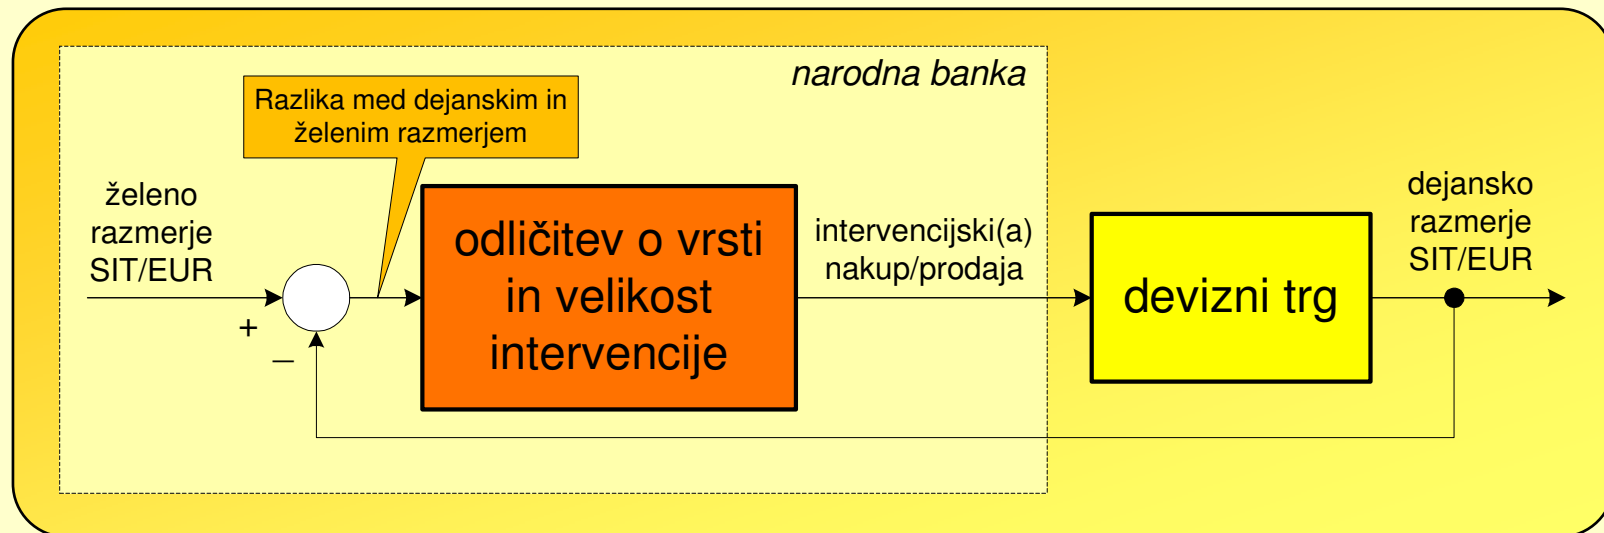 narodna banka
Razlika med dejanskim in
želenim razmerjem
želeno
razmerje
SIT/EUR
+
–
odličitev o vrsti
in velikost
intervencije
intervencijski(a)
nakup/prodaja
devizni trg
dejansko
razmerje
SIT/EUR